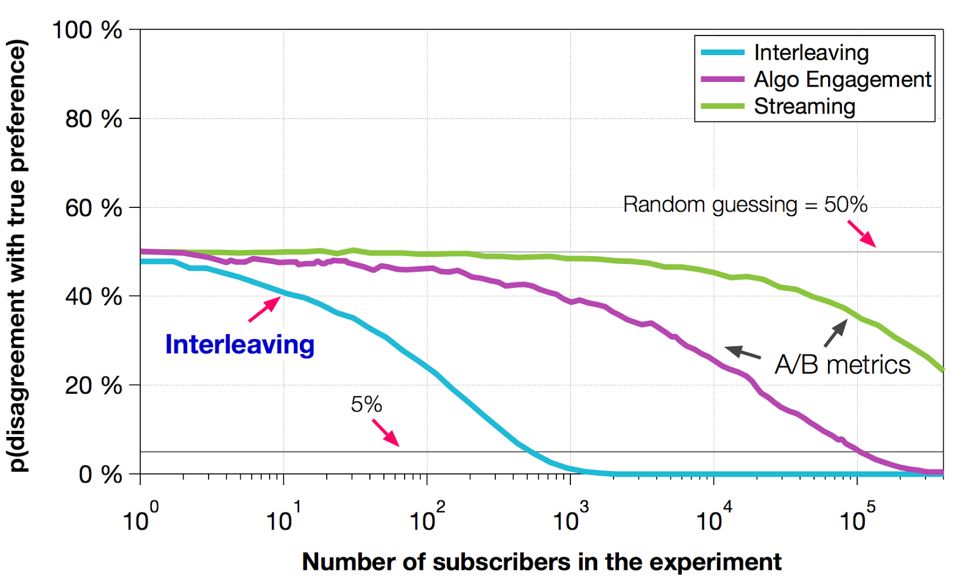 100 %
80 %
60 %
40 %
20 %
0 %
p(disagreement with true preference)
Interleaving
Algo Engagement
Streaming
Random guessing = 50%
Interleaving
A/B metrics
5%
10^0 10^1 10^2 10^3 10^4 10^5
Number of subscribers in the experiment